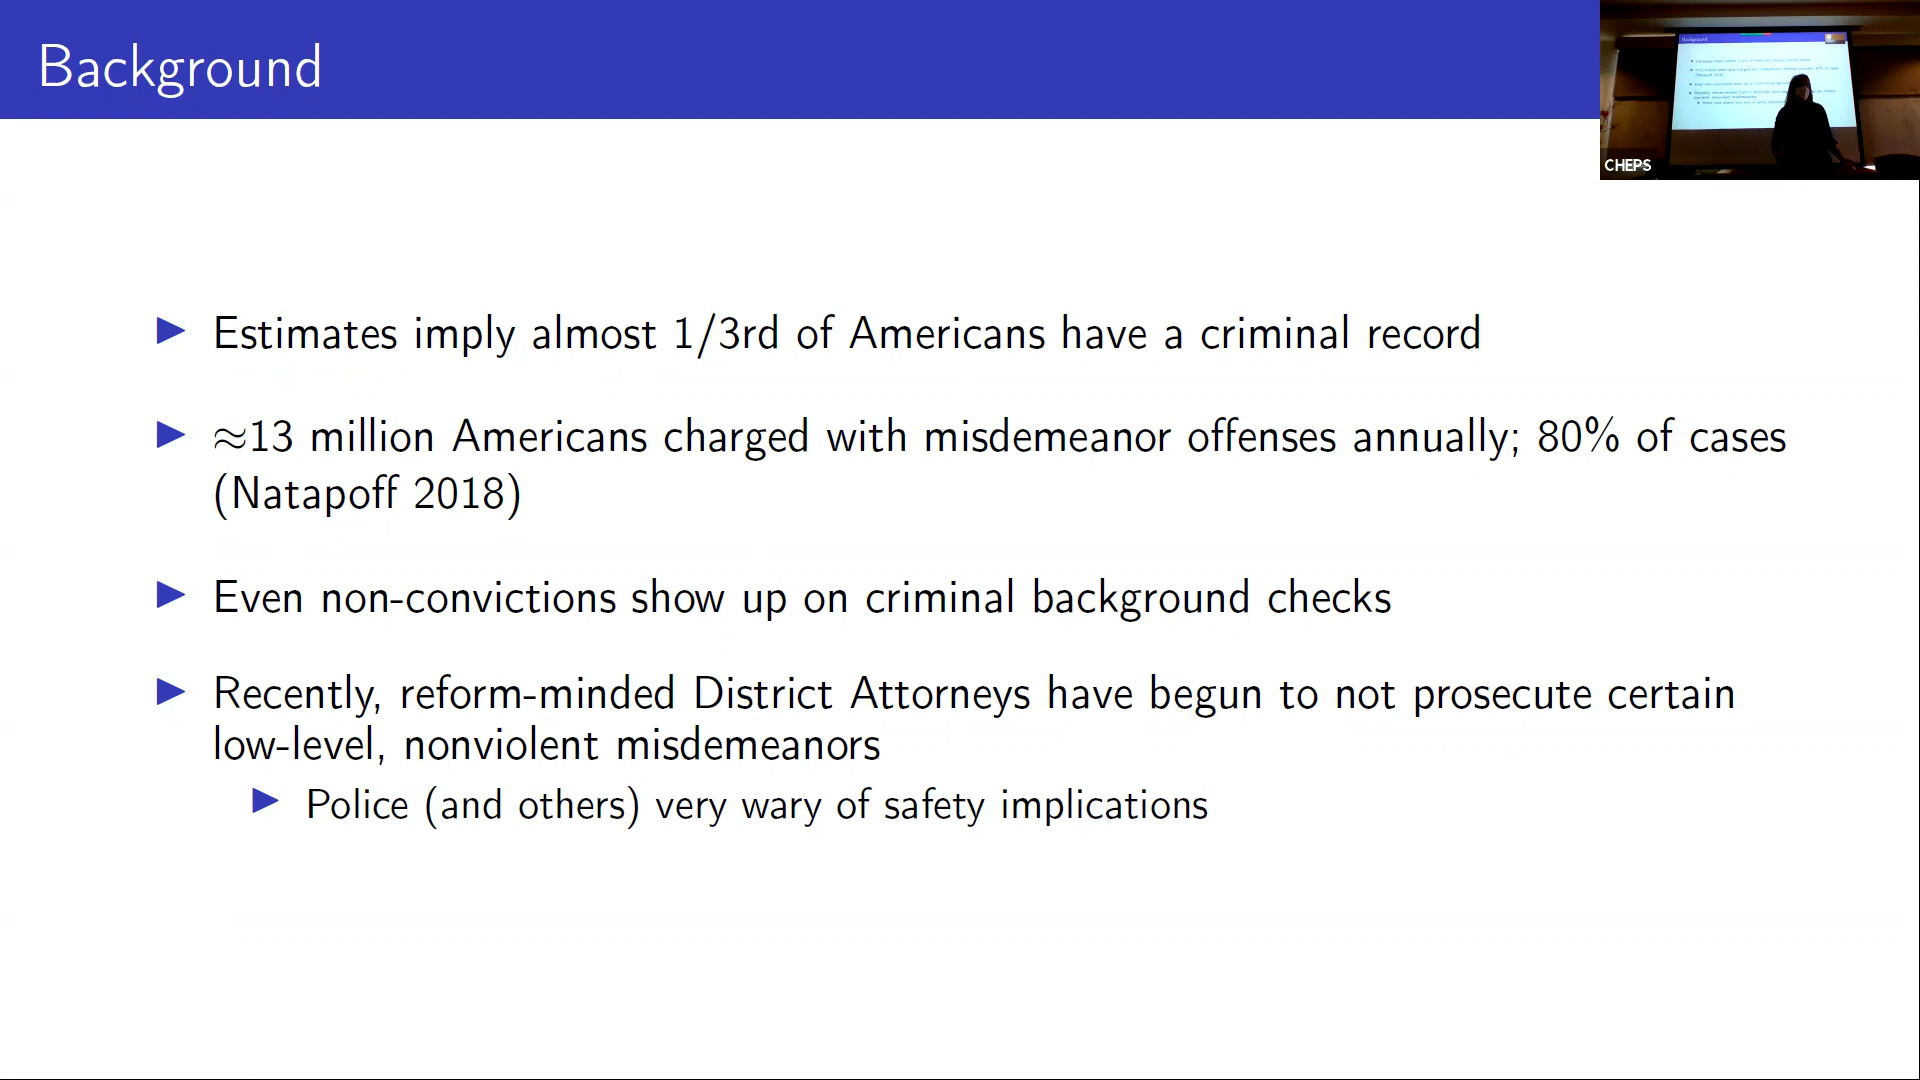 Background
CHEPS
Estimates imply almost 1/3rd of Americans have a criminal record
≈13 million Americans charged with misdemeanor offenses annually; 80% of cases
(Natapoff 2018)
Even non-convictions show up on criminal background checks
Recently, reform-minded District Attorneys have begun to not prosecute certain
low-level, nonviolent misdemeanors
Police (and others) very wary of safety implications